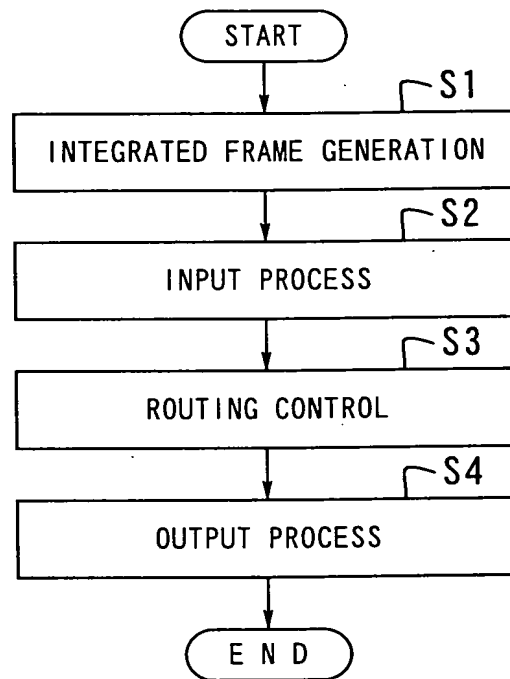 START
S1
INTEGRATED FRAME GENERATION
S2
INPUT PROCESS
S3
ROUTING CONTROL
S4
OUTPUT PROCESS
END